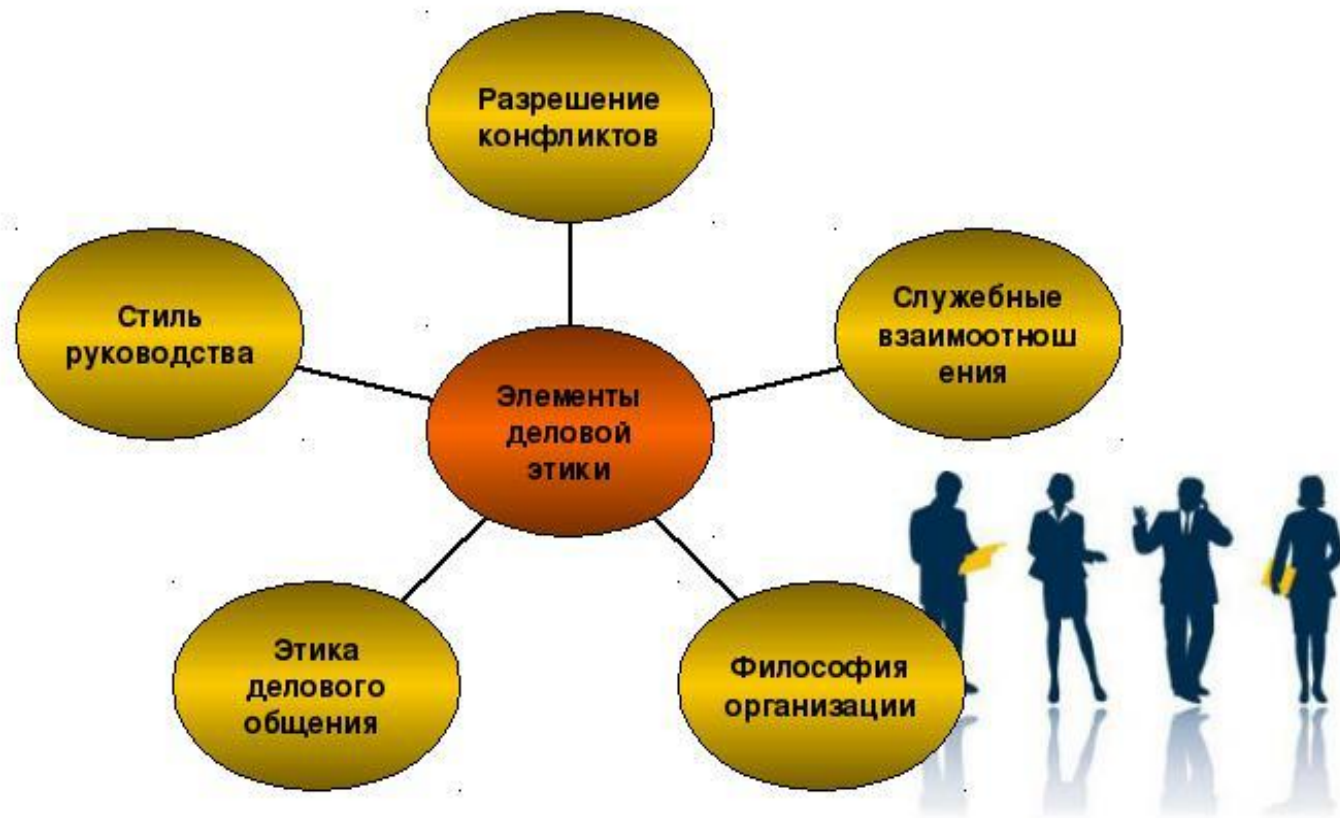 Разрешение
конфликтов
Стиль
руководства
Служебные
взаимоотнош
ения
Элементы
деловой
этики
Этика
делового
общения
Философия
организации